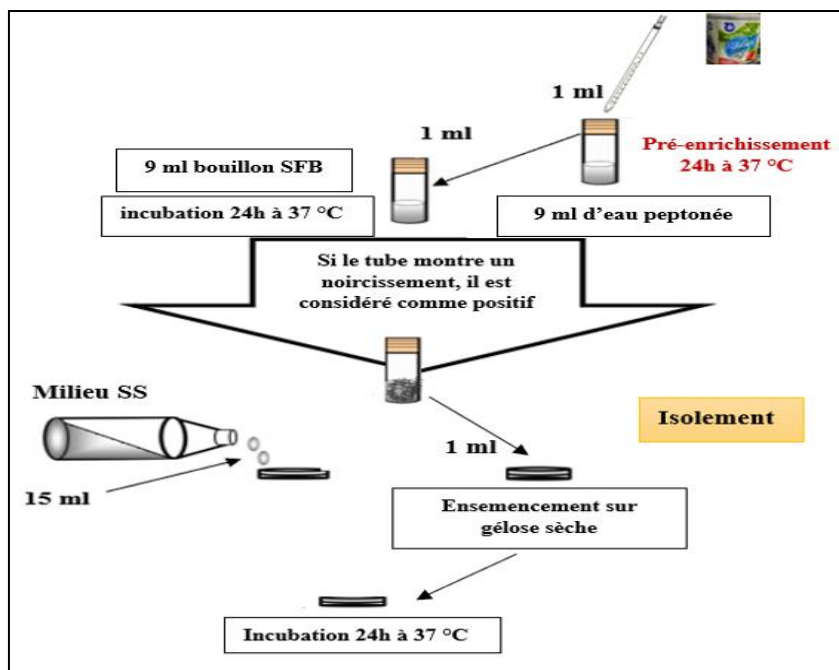 1 ml
1 ml
Pré-enrichissement
24h à 37 °C
9 ml bouillon SFB
incubation 24h à 37 °C
9 ml d’eau peptonée
Si le tube montre un
noircissement, il est
considéré comme positif
Milieu SS
Isolement
1 ml
15 ml
Ensemencement sur
gélose sèche
Incubation 24h à 37 °C